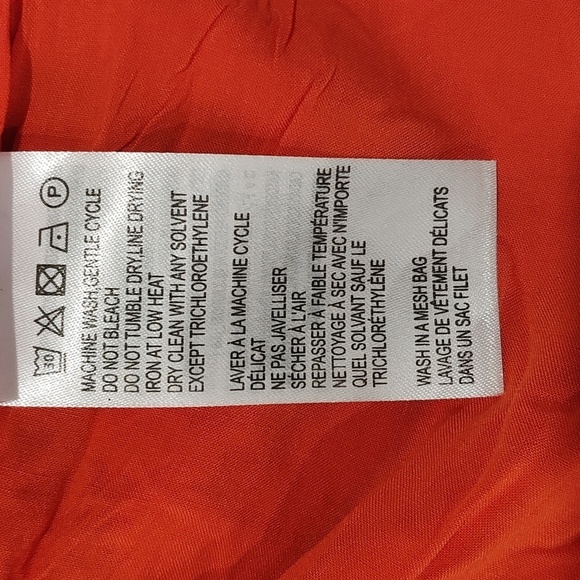 30
P
MACHINE WASH,GENTLE CYCLE
DO NOT BLEACH
DO NOT TUMBLE DRY,LINE DRYING
IRON AT LOW HEAT
DRY CLEAN WITH ANY SOLVENT
EXCEPT TRICHLOROETHYLENE
LAVER À LA MACHINE CYCLE
DÉLICAT
NE PAS JAVELLISER
SÉCHER À L'AIR
REPASSER À FAIBLE TEMPÉRATURE
NETTOYAGE À SEC AVEC N'IMPORTE
QUEL SOLVANT SAUF LE
TRICHLORÉTHYLÈNE
WASH IN A MESH BAG
LAVAGE DE VÊTEMENT DÉLICATS
DANS UN SAC FILET